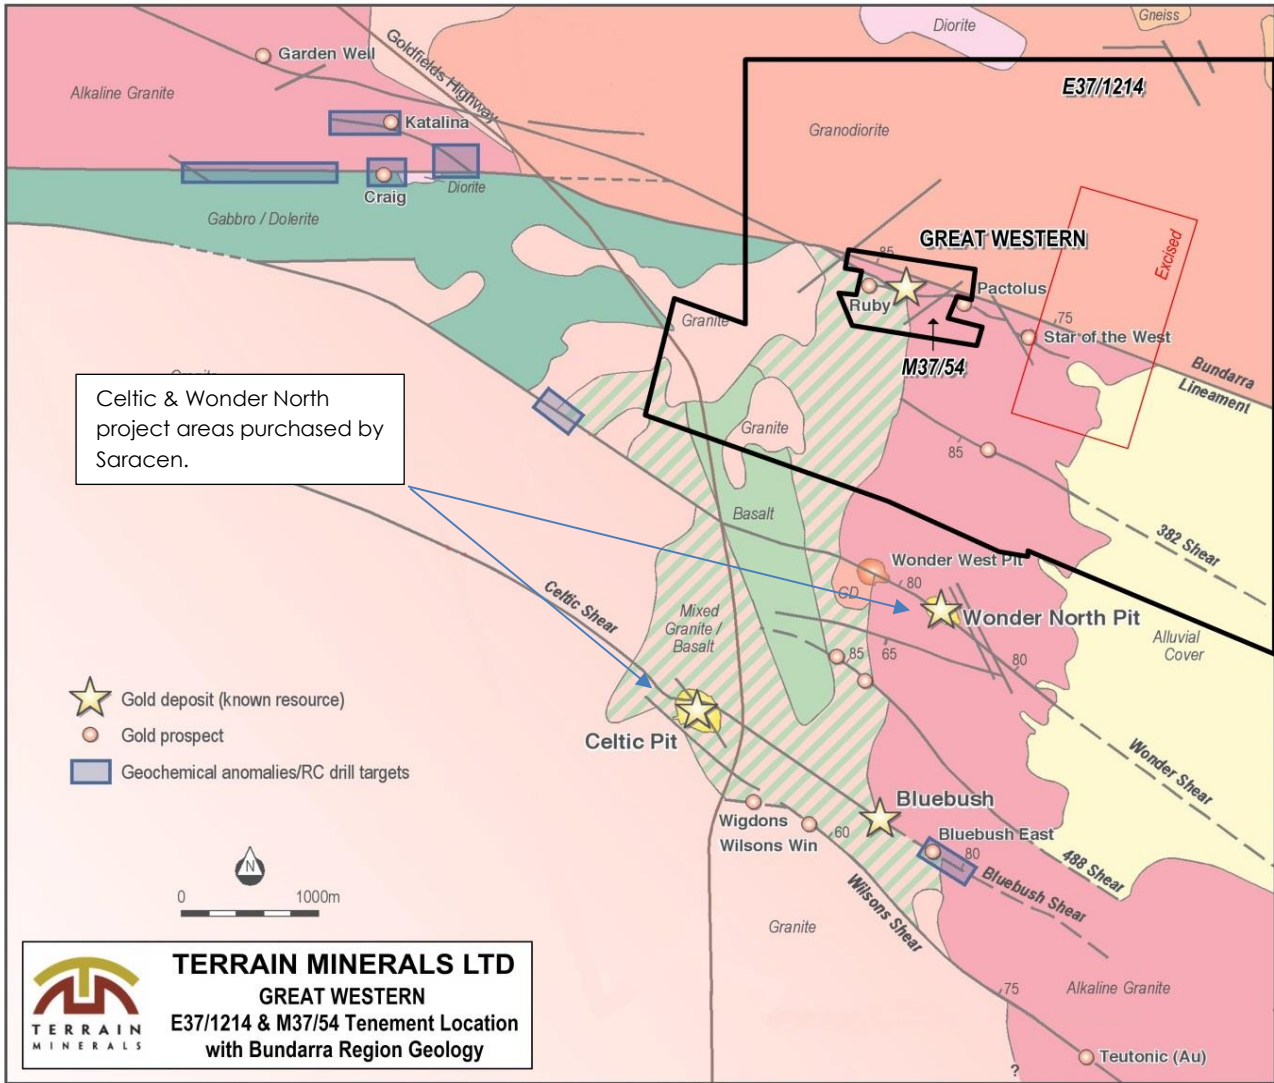 Diorite
Gneiss
Garden Well
Goldfields Highway
E37/1214
Alkaline Granite
Katalina
Granodiorite
Craig
Diorite
Gabbro / Dolerite
GREAT WESTERN
Excised
85
Ruby
Pactolus
75
Star of the West
M37/54
Granite
Bundarra
Lineament
Celtic & Wonder North
project areas purchased by
Saracen.
Granite
85
Basalt
382 Shear
Wonder West Pit
80
GD
Wonder North Pit
Celtic Shear
Mixed
Granite /
Basalt
Alluvial
Cover
85
65
80
Gold deposit (known resource)
Gold prospect
Geochemical anomalies/RC drill targets
Celtic Pit
Wonder Shear
Bluebush
Wigdons
Wilsons Win
60
Bluebush East
80
488 Shear
Bluebush Shear
Wilsons Shear
N
0
1000m
Granite
75
Alkaline Granite
Teutonic (Au)
?
TERRAIN
MINERALS
TERRAIN MINERALS LTD
GREAT WESTERN
E37/1214 & M37/54 Tenement Location
with Bundarra Region Geology